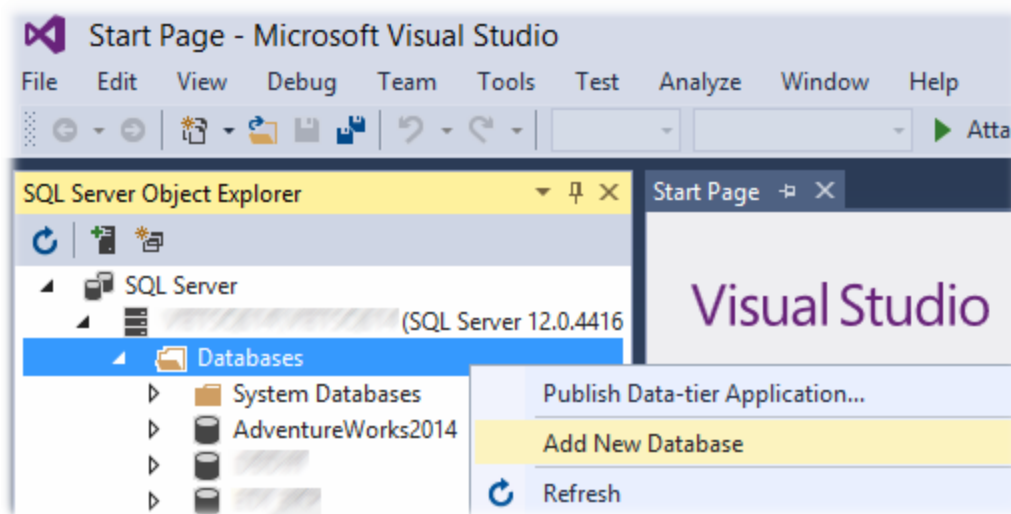 Start Page - Microsoft Visual Studio
File Edit View Debug Team Tools Test Analyze Window Help
Atta
SQL Server Object Explorer
Start Page
SQL Server
(SQL Server 12.0.4416
Visual Studio
Databases
System Databases
Publish Data-tier Application...
AdventureWorks2014
Add New Database
Refresh